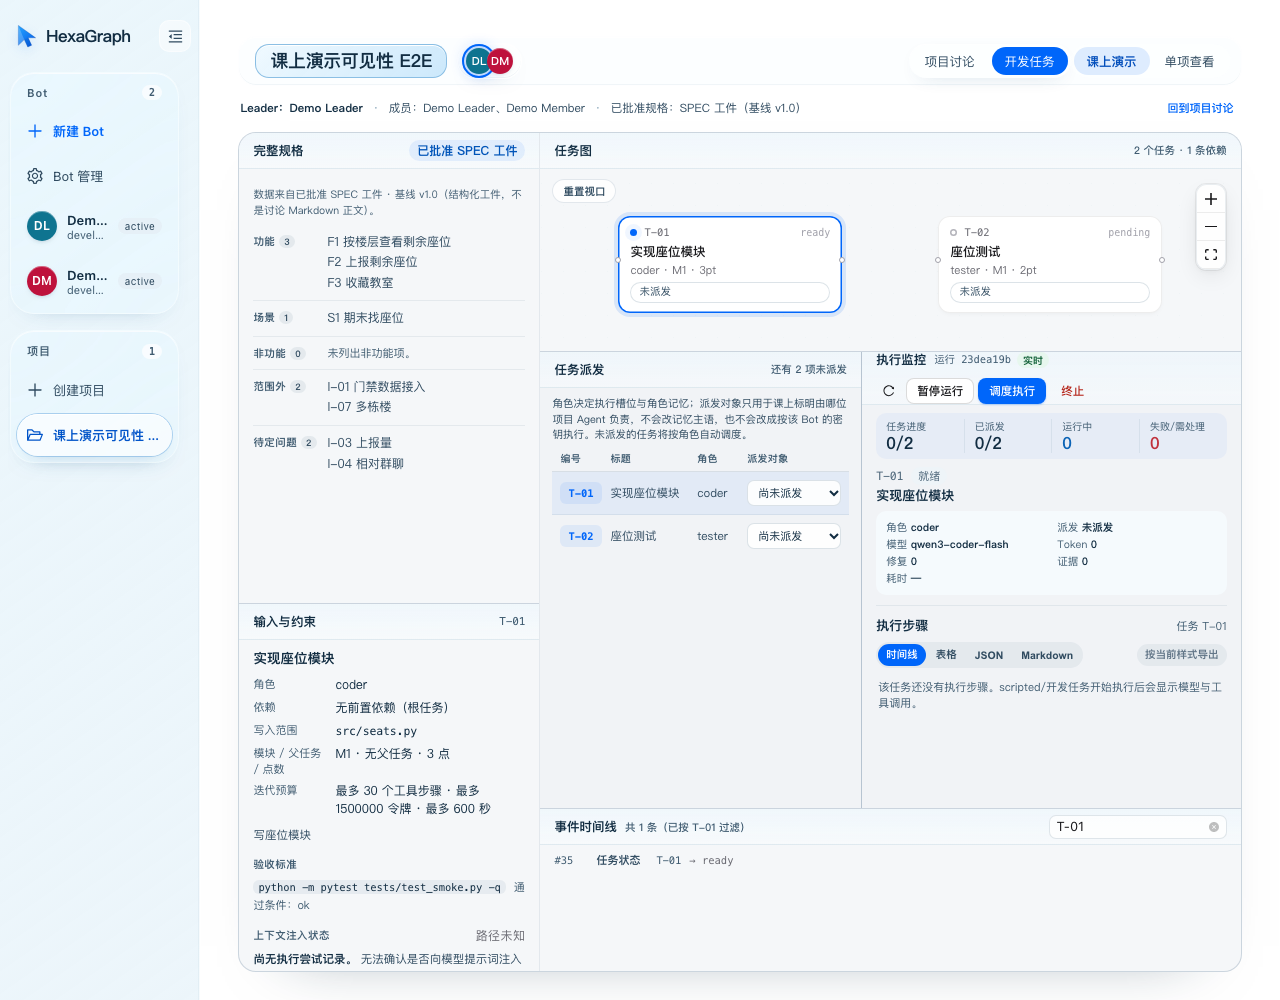 HexaGraph
Bot 2
新建 Bot
Bot 管理
DL Dem... devel... active
DM Dem... devel... active
项目 1
创建项目
课上演示可见性 ...
课上演示可见性 E2E
DL DM
项目讨论 开发任务 课上演示 单项查看
Leader: Demo Leader · 成员: Demo Leader、Demo Member · 已批准规格: SPEC 工件（基线 v1.0）
回到项目讨论
完整规格 已批准 SPEC 工件
数据来自已批准 SPEC 工件 · 基线 v1.0（结构化工件，不
是讨论 Markdown 正文）。
功能 3 F1 按楼层查看剩余座位
F2 上报剩余座位
F3 收藏教室
场景 1 S1 期末找座位
非功能 0 未列出非功能项。
范围外 2 I-01 门禁数据接入
I-07 多栋楼
待定问题 2 I-03 上报量
I-04 相对群聊
输入与约束 T-01
实现座位模块
角色 coder
依赖 无前置依赖（根任务）
写入范围 src/seats.py
模块 / 父任务 M1 · 无父任务 · 3 点
/ 点数
迭代预算 最多 30 个工具步骤 · 最多
1500000 令牌 · 最多 600 秒
写座位模块
验收标准
python -m pytest tests/test_smoke.py -q 通
过条件: ok
上下文注入状态 路径未知
尚无执行尝试记录。 无法确认是否向模型提示词注入
任务图 2 个任务 · 1 条依赖
重置视口
T-01 ready
实现座位模块
coder · M1 · 3pt
未派发
T-02 pending
座位测试
tester · M1 · 2pt
未派发
任务派发 还有 2 项未派发
角色决定执行槽位与角色记忆；派发对象只用于课上标明由哪位
项目 Agent 负责，不会改记忆主语，也不会改成按该 Bot 的密
钥执行。未派发的任务将按角色自动调度。
编号 标题 角色 派发对象
T-01 实现座位模块 coder 尚未派发
T-02 座位测试 tester 尚未派发
执行监控 运行 23dea19b 实时
暂停运行 调度执行 终止
任务进度 已派发 运行中 失败/需处理
0/2 0/2 0 0
T-01 就绪
实现座位模块
角色 coder 派发 未派发
模型 qwen3-coder-flash Token 0
修复 0 证据 0
耗时 —
执行步骤 任务 T-01
时间线 表格 JSON Markdown 按当前样式导出
该任务还没有执行步骤。scripted/开发任务开始执行后会显示模型与工
具调用。
事件时间线 共 1 条（已按 T-01 过滤） T-01
#35 任务状态 T-01 → ready